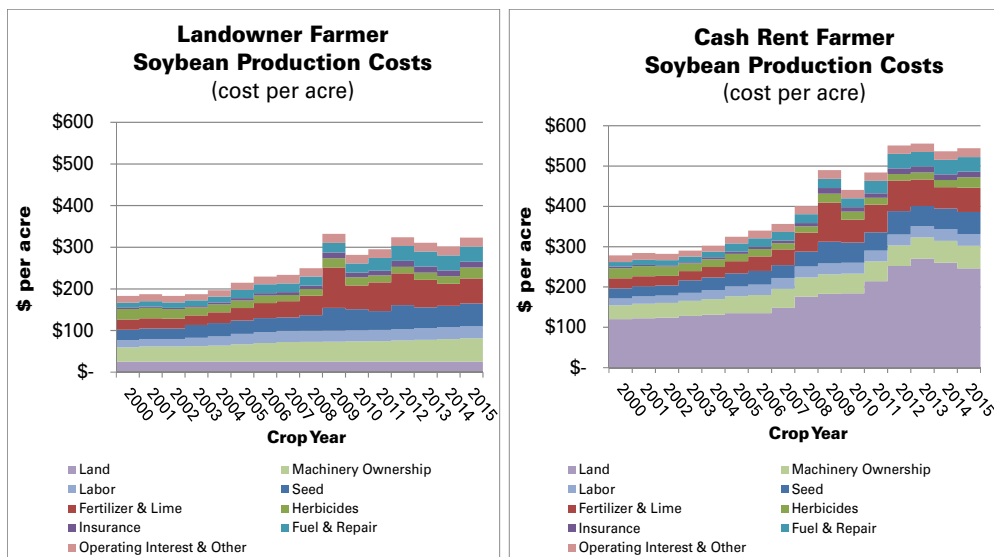 Landowner Farmer
Soybean Production Costs
(cost per acre)
$600
$500
$400
$300
$200
$100
$-
$ per acre
2000
2001
2002
2003
2004
2005
2006
2007
2008
2009
2010
2011
2012
2013
2014
2015
Crop Year
Land
Machinery Ownership
Labor
Seed
Fertilizer & Lime
Herbicides
Insurance
Fuel & Repair
Operating Interest & Other
Cash Rent Farmer
Soybean Production Costs
(cost per acre)
$600
$500
$400
$300
$200
$100
$-
$ per acre
2000
2001
2002
2003
2004
2005
2006
2007
2008
2009
2010
2011
2012
2013
2014
2015
Crop Year
Land
Machinery Ownership
Labor
Seed
Fertilizer & Lime
Herbicides
Insurance
Fuel & Repair
Operating Interest & Other